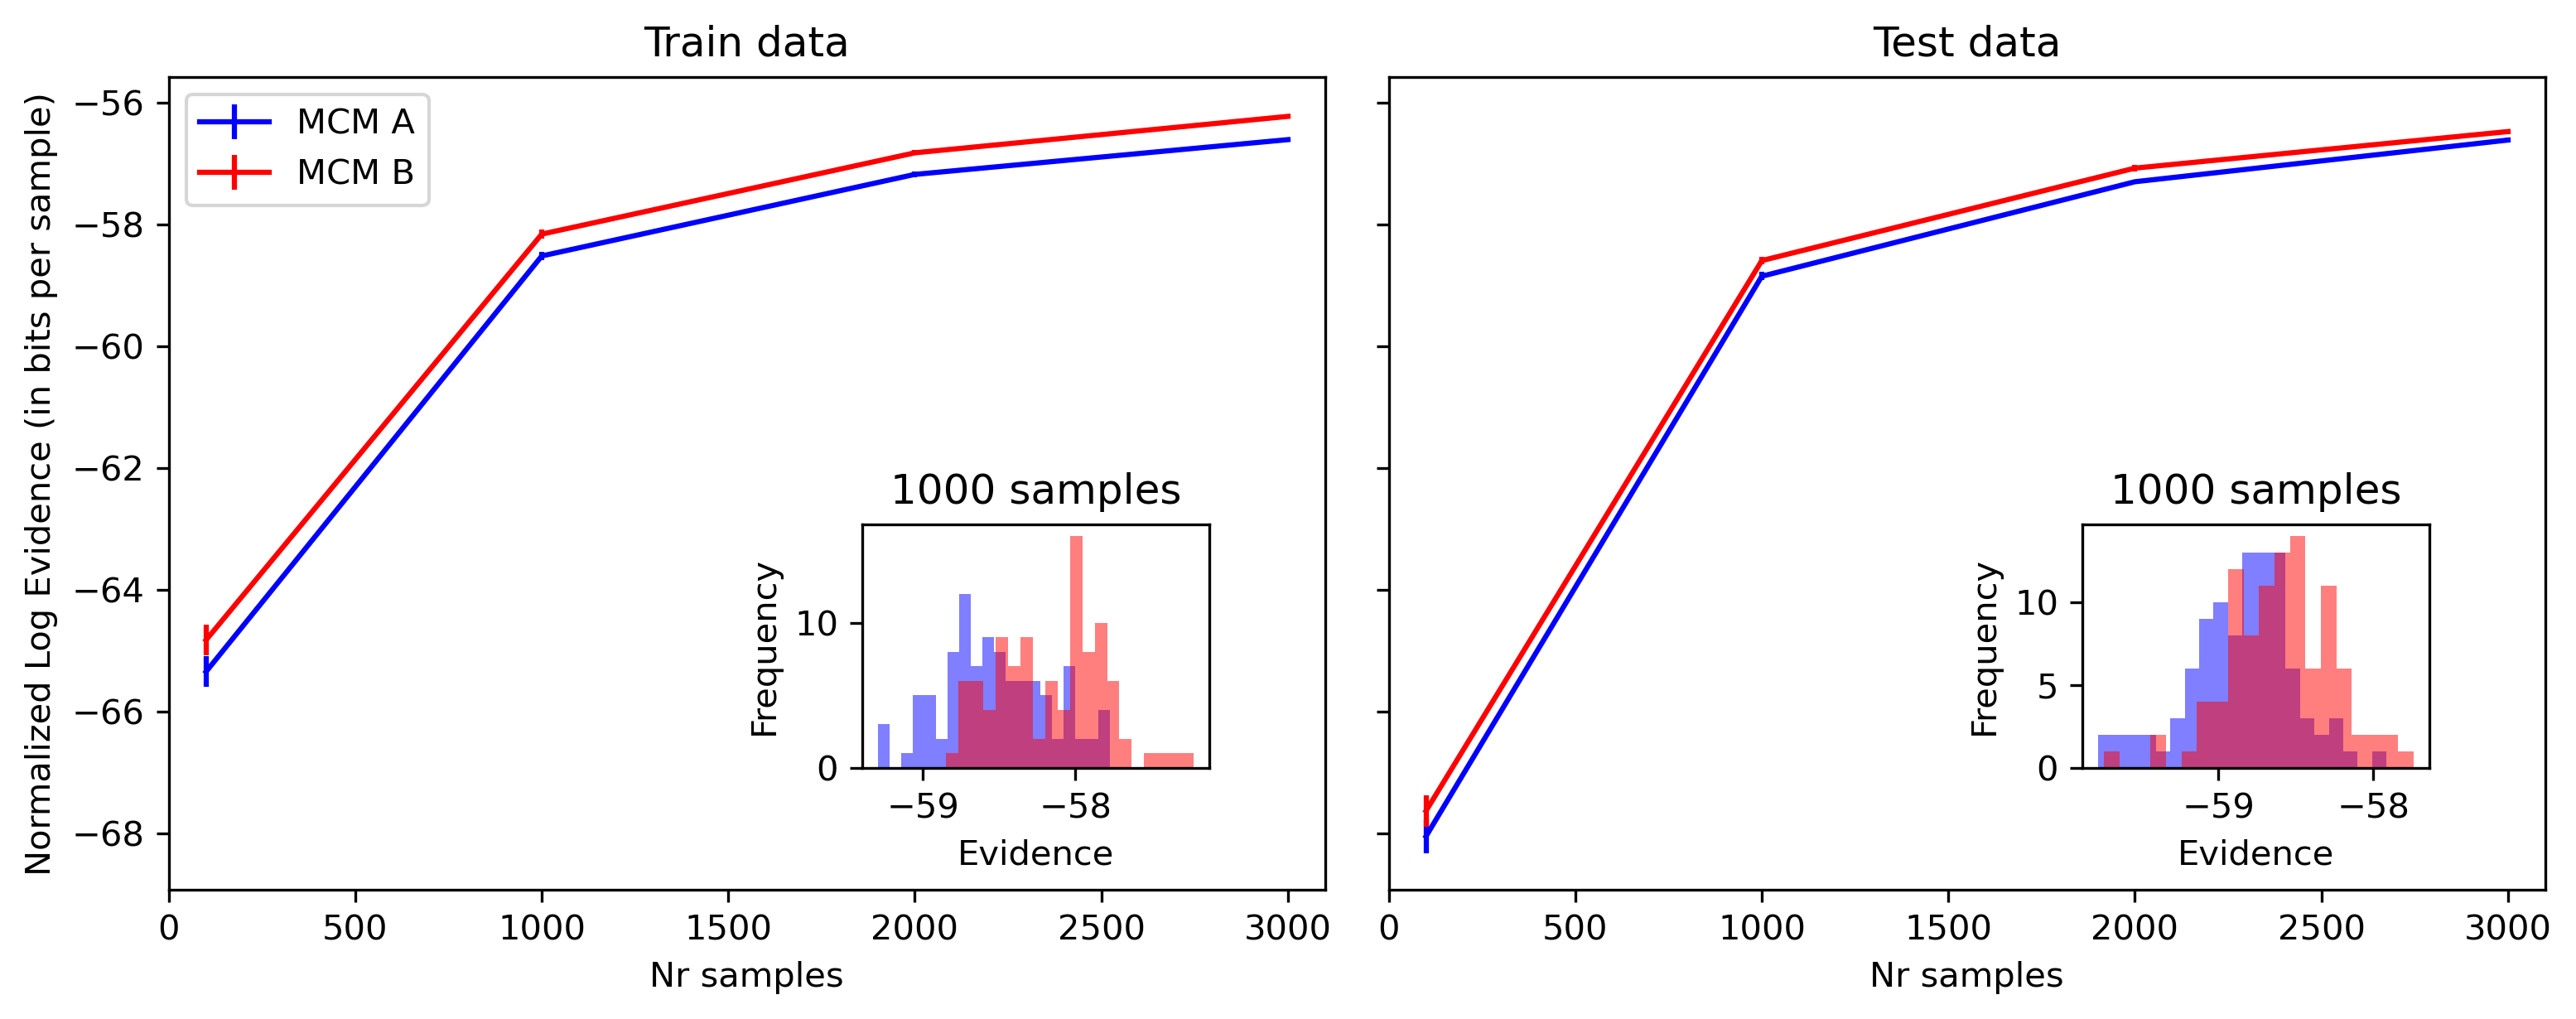 Train data
Normalized Log Evidence (in bits per sample)
−56
−58
−60
−62
−64
−66
−68
MCM A
MCM B
1000 samples
Frequency
10
0
−59
−58
Evidence
0
500
1000
1500
2000
2500
3000
Nr samples
Test data
1000 samples
Frequency
10
5
0
−59
−58
Evidence
0
500
1000
1500
2000
2500
3000
Nr samples